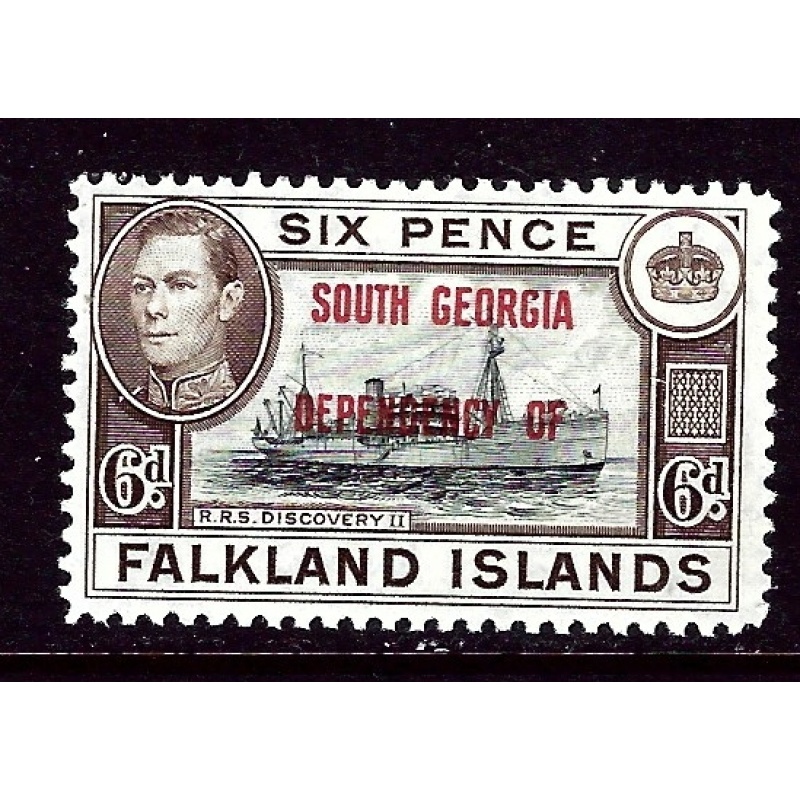 SIX PENCE
SOUTH GEORGIA
DEPENDENCY OF
6d. 6d.
R.R.S. DISCOVERY II
FALKLAND ISLANDS